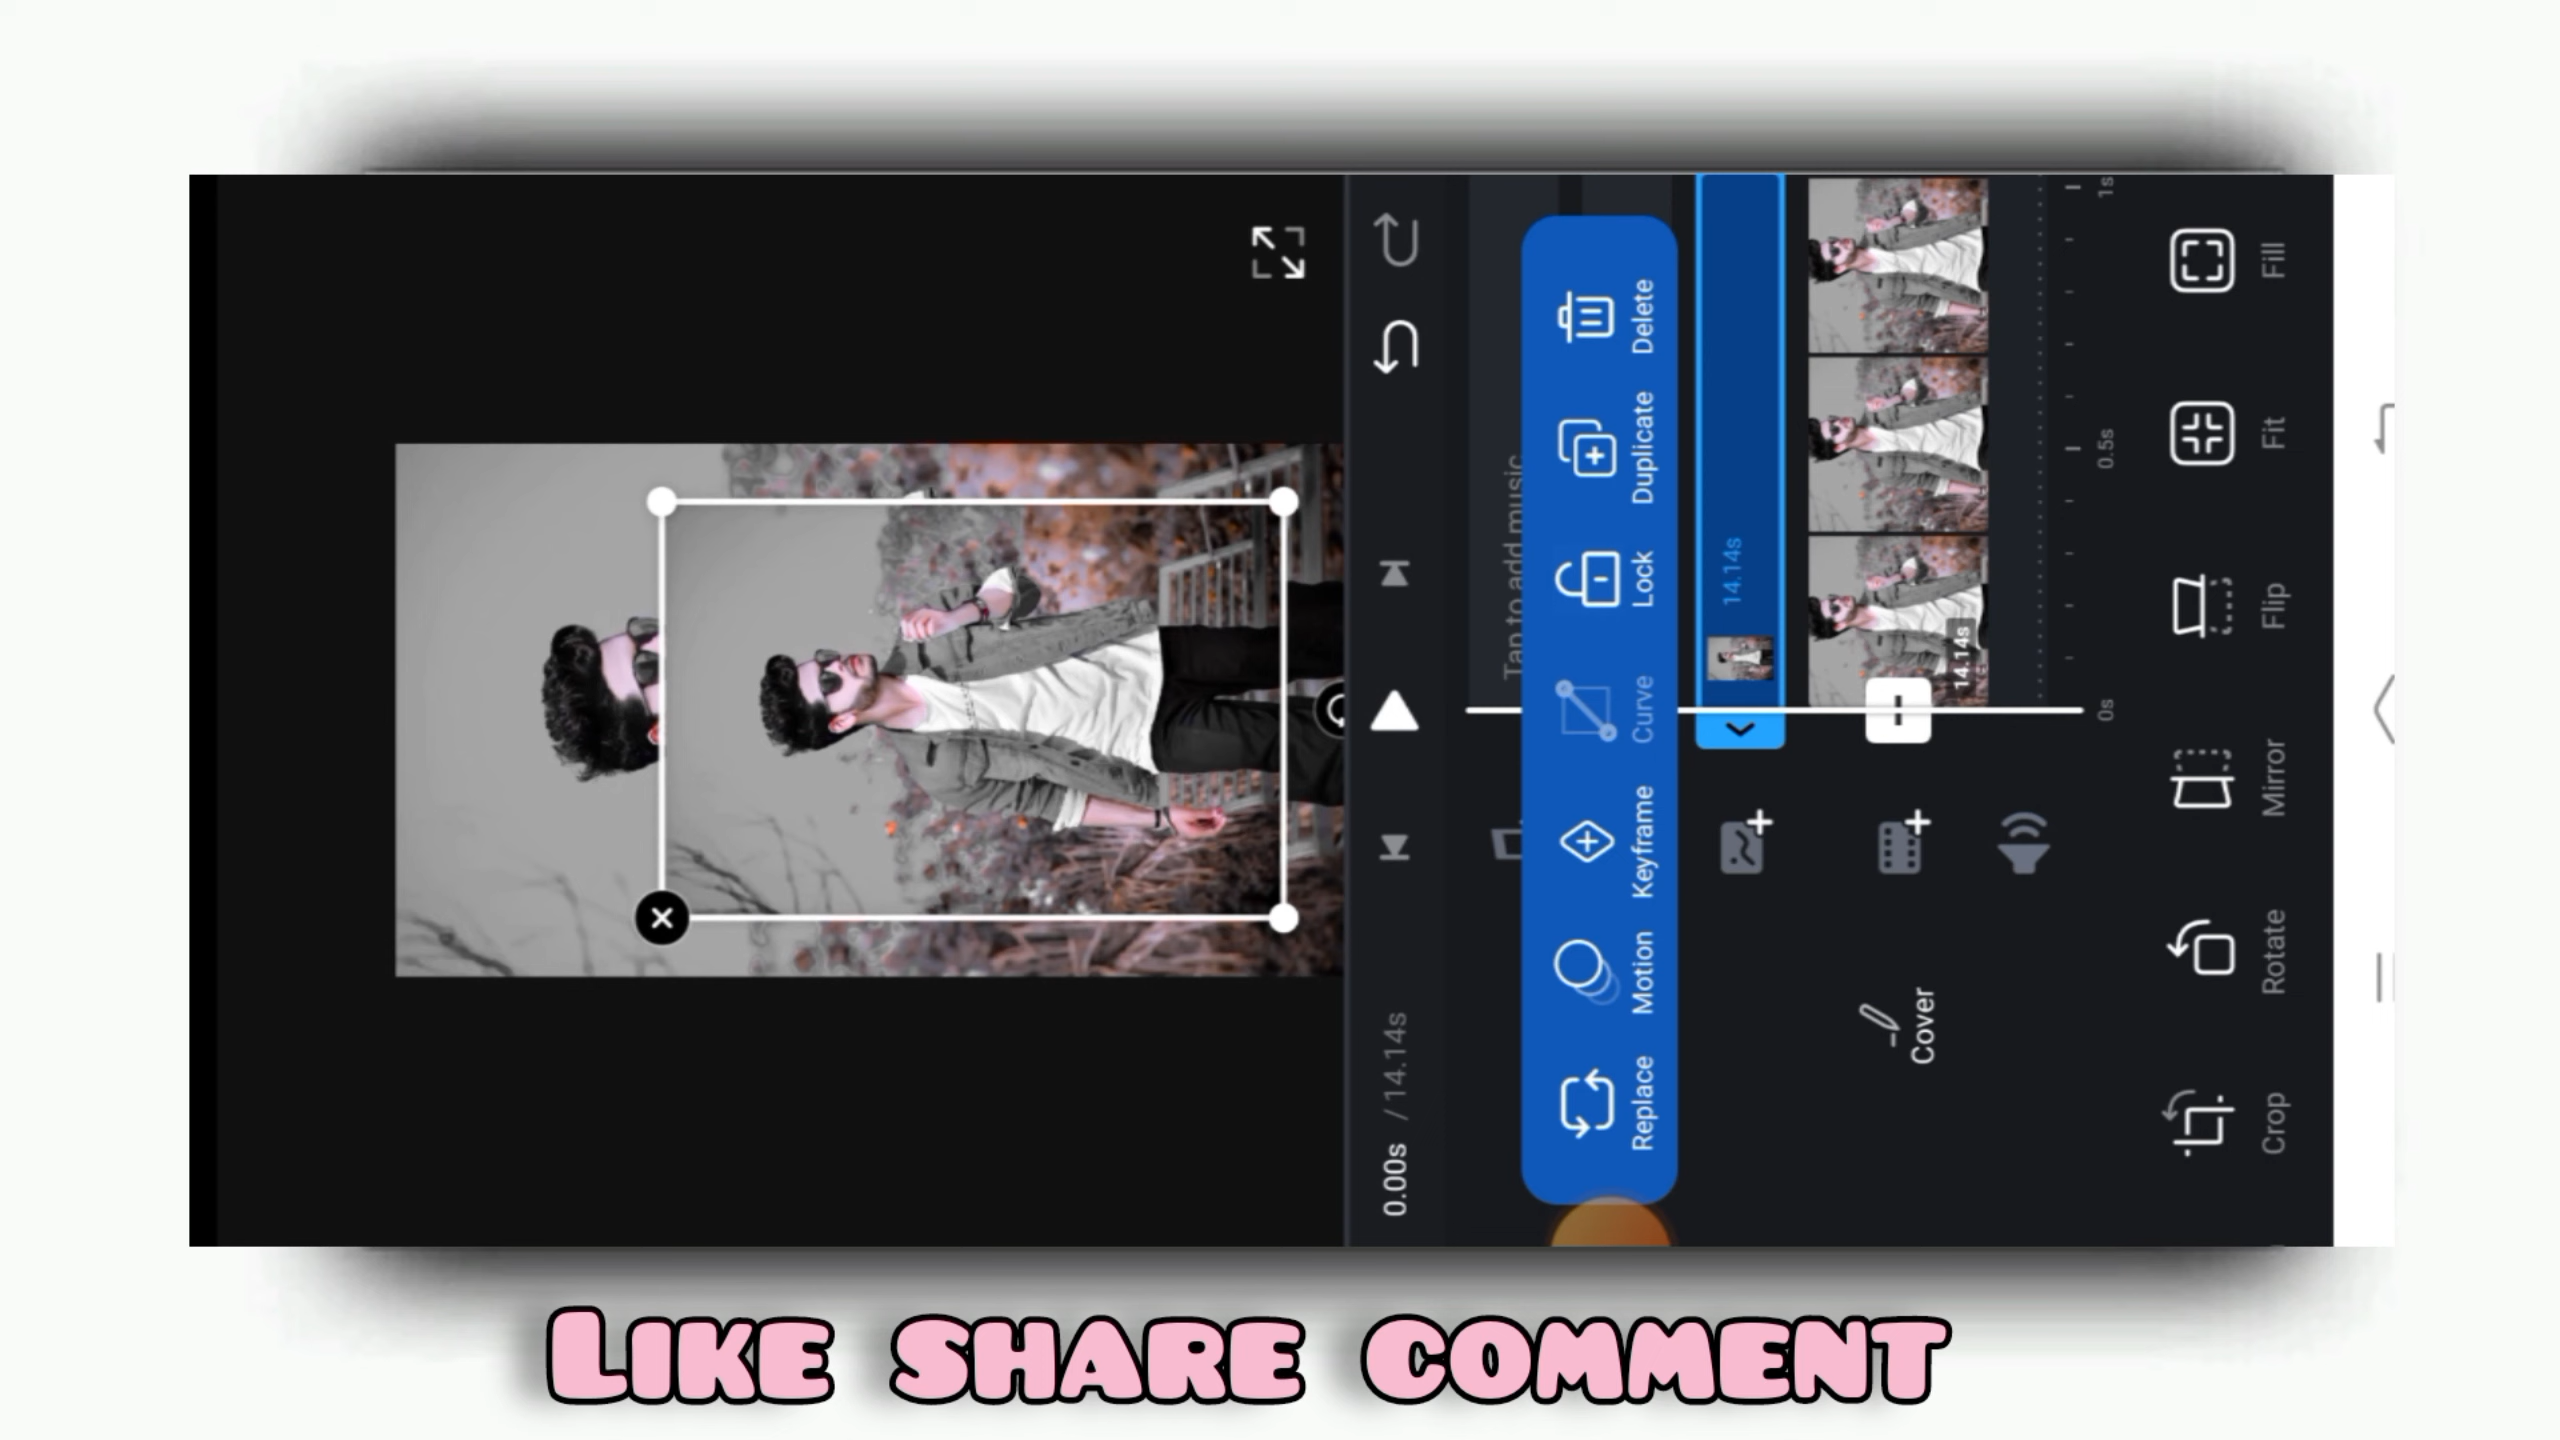 0.00s / 14.14s
Tap to add music
Replace
Motion
Keyframe
Curve
Lock
Duplicate
Delete
14.14s
14.14s
Cover
0s
0.5s
1s
Crop
Rotate
Mirror
Flip
Fit
Fill
LIKE SHARE COMMENT